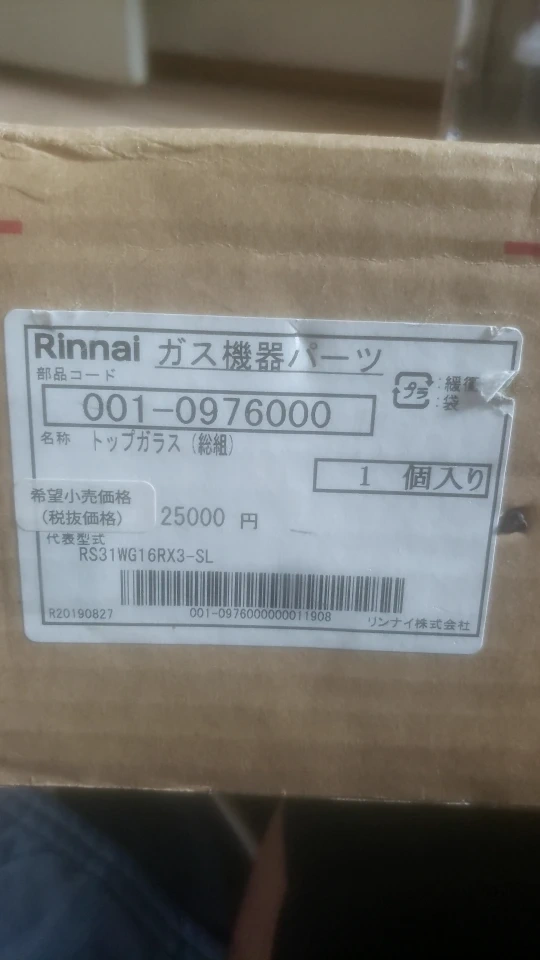 Rinnai ガス機器パーツ
部品コード
001-0976000
プラ
:緩衝
:袋
名称 トップガラス(総組)
1 個入り
希望小売価格
(税抜価格) 25000 円
代表型式
RS31WG16RX3-SL
R20190827 001-0976000000011908 リンナイ株式会社